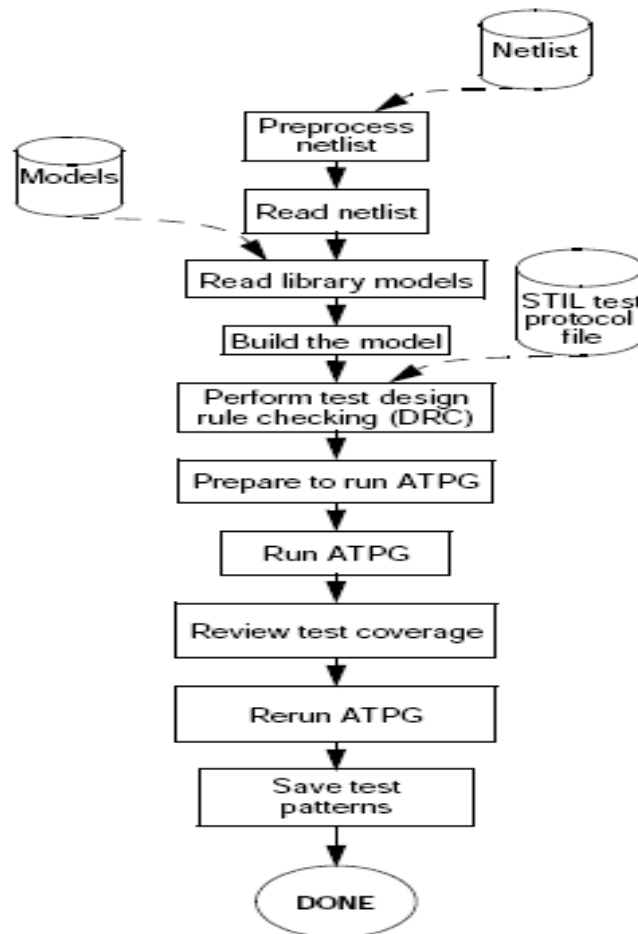 Netlist
Preprocess
netlist
Models
Read netlist
Read library models
STIL test
protocol
file
Build the model
Perform test design
rule checking (DRC)
Prepare to run ATPG
Run ATPG
Review test coverage
Rerun ATPG
Save test
patterns
DONE